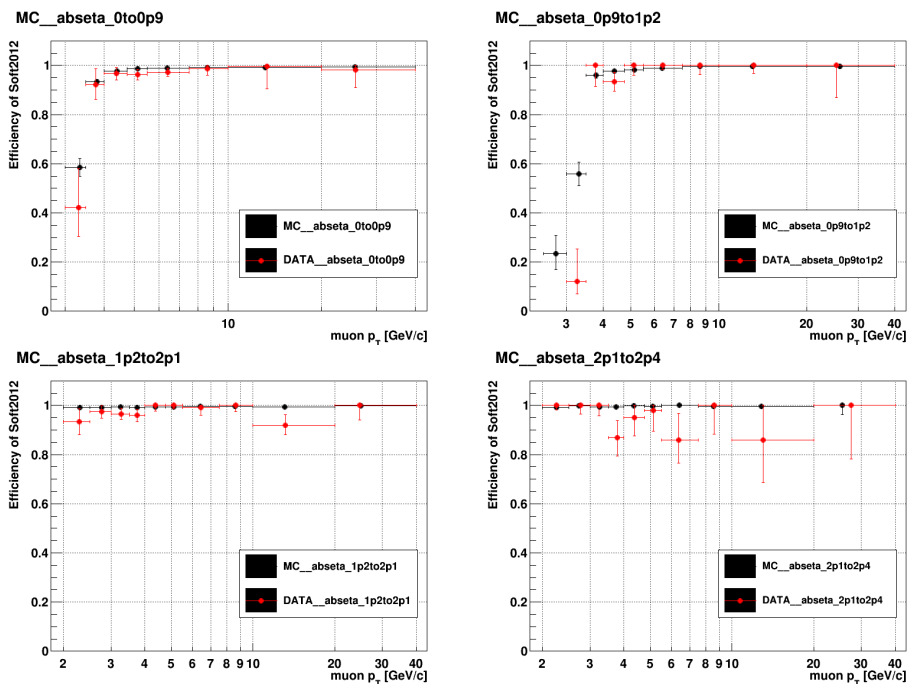 MC__abseta_0to0p9
Efficiency of Soft2012
1
0.8
0.6
0.4
0.2
0
MC__abseta_0to0p9
DATA__abseta_0to0p9
10
muon p_T [GeV/c]
MC__abseta_0p9to1p2
Efficiency of Soft2012
1
0.8
0.6
0.4
0.2
0
MC__abseta_0p9to1p2
DATA__abseta_0p9to1p2
3 4 5 6 7 8 9 10 20 30 40
muon p_T [GeV/c]
MC__abseta_1p2to2p1
Efficiency of Soft2012
1
0.8
0.6
0.4
0.2
0
MC__abseta_1p2to2p1
DATA__abseta_1p2to2p1
2 3 4 5 6 7 8 9 10 20 30 40
muon p_T [GeV/c]
MC__abseta_2p1to2p4
Efficiency of Soft2012
1
0.8
0.6
0.4
0.2
0
MC__abseta_2p1to2p4
DATA__abseta_2p1to2p4
2 3 4 5 6 7 8 9 10 20 30 40
muon p_T [GeV/c]